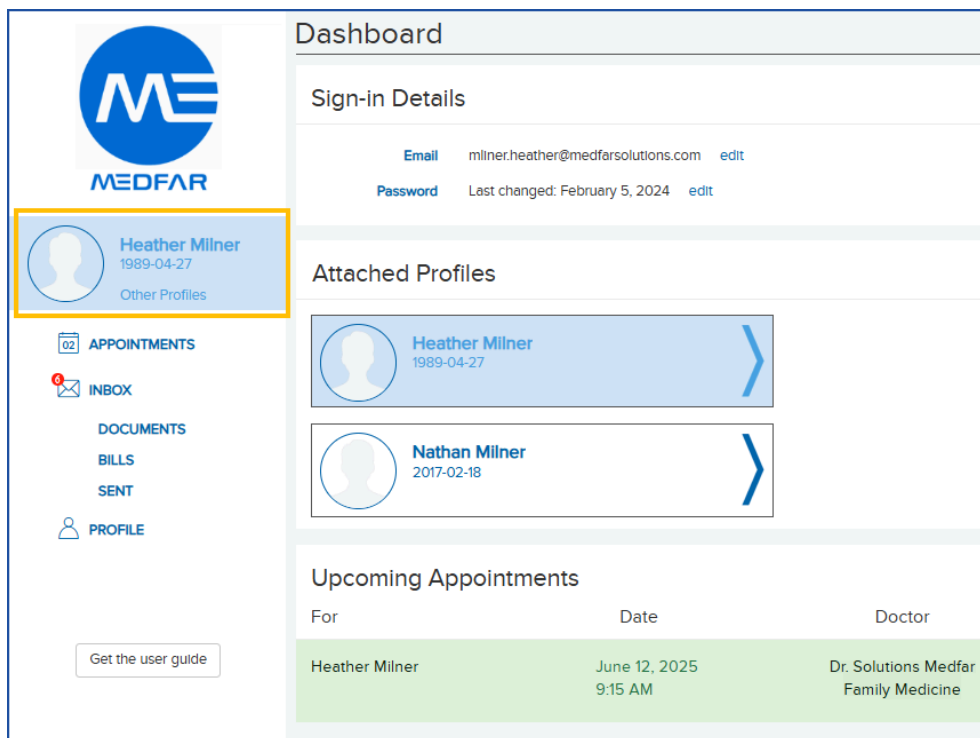 ME
MEDFAR
Heather Milner
1989-04-27
Other Profiles
02 APPOINTMENTS
6 INBOX
DOCUMENTS
BILLS
SENT
PROFILE
Get the user guide
Dashboard
Sign-in Details
Email mliner.heather@medfarsolutions.com edit
Password Last changed: February 5, 2024 edit
Attached Profiles
Heather Milner
1989-04-27
Nathan Milner
2017-02-18
Upcoming Appointments
For Date Doctor
Heather Milner June 12, 2025 Dr. Solutions Medfar
9:15 AM Family Medicine